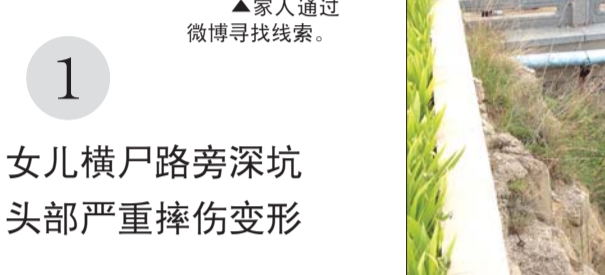 ▲家人通过
微博寻找线索。
1
女儿横尸路旁深坑
头部严重摔伤变形